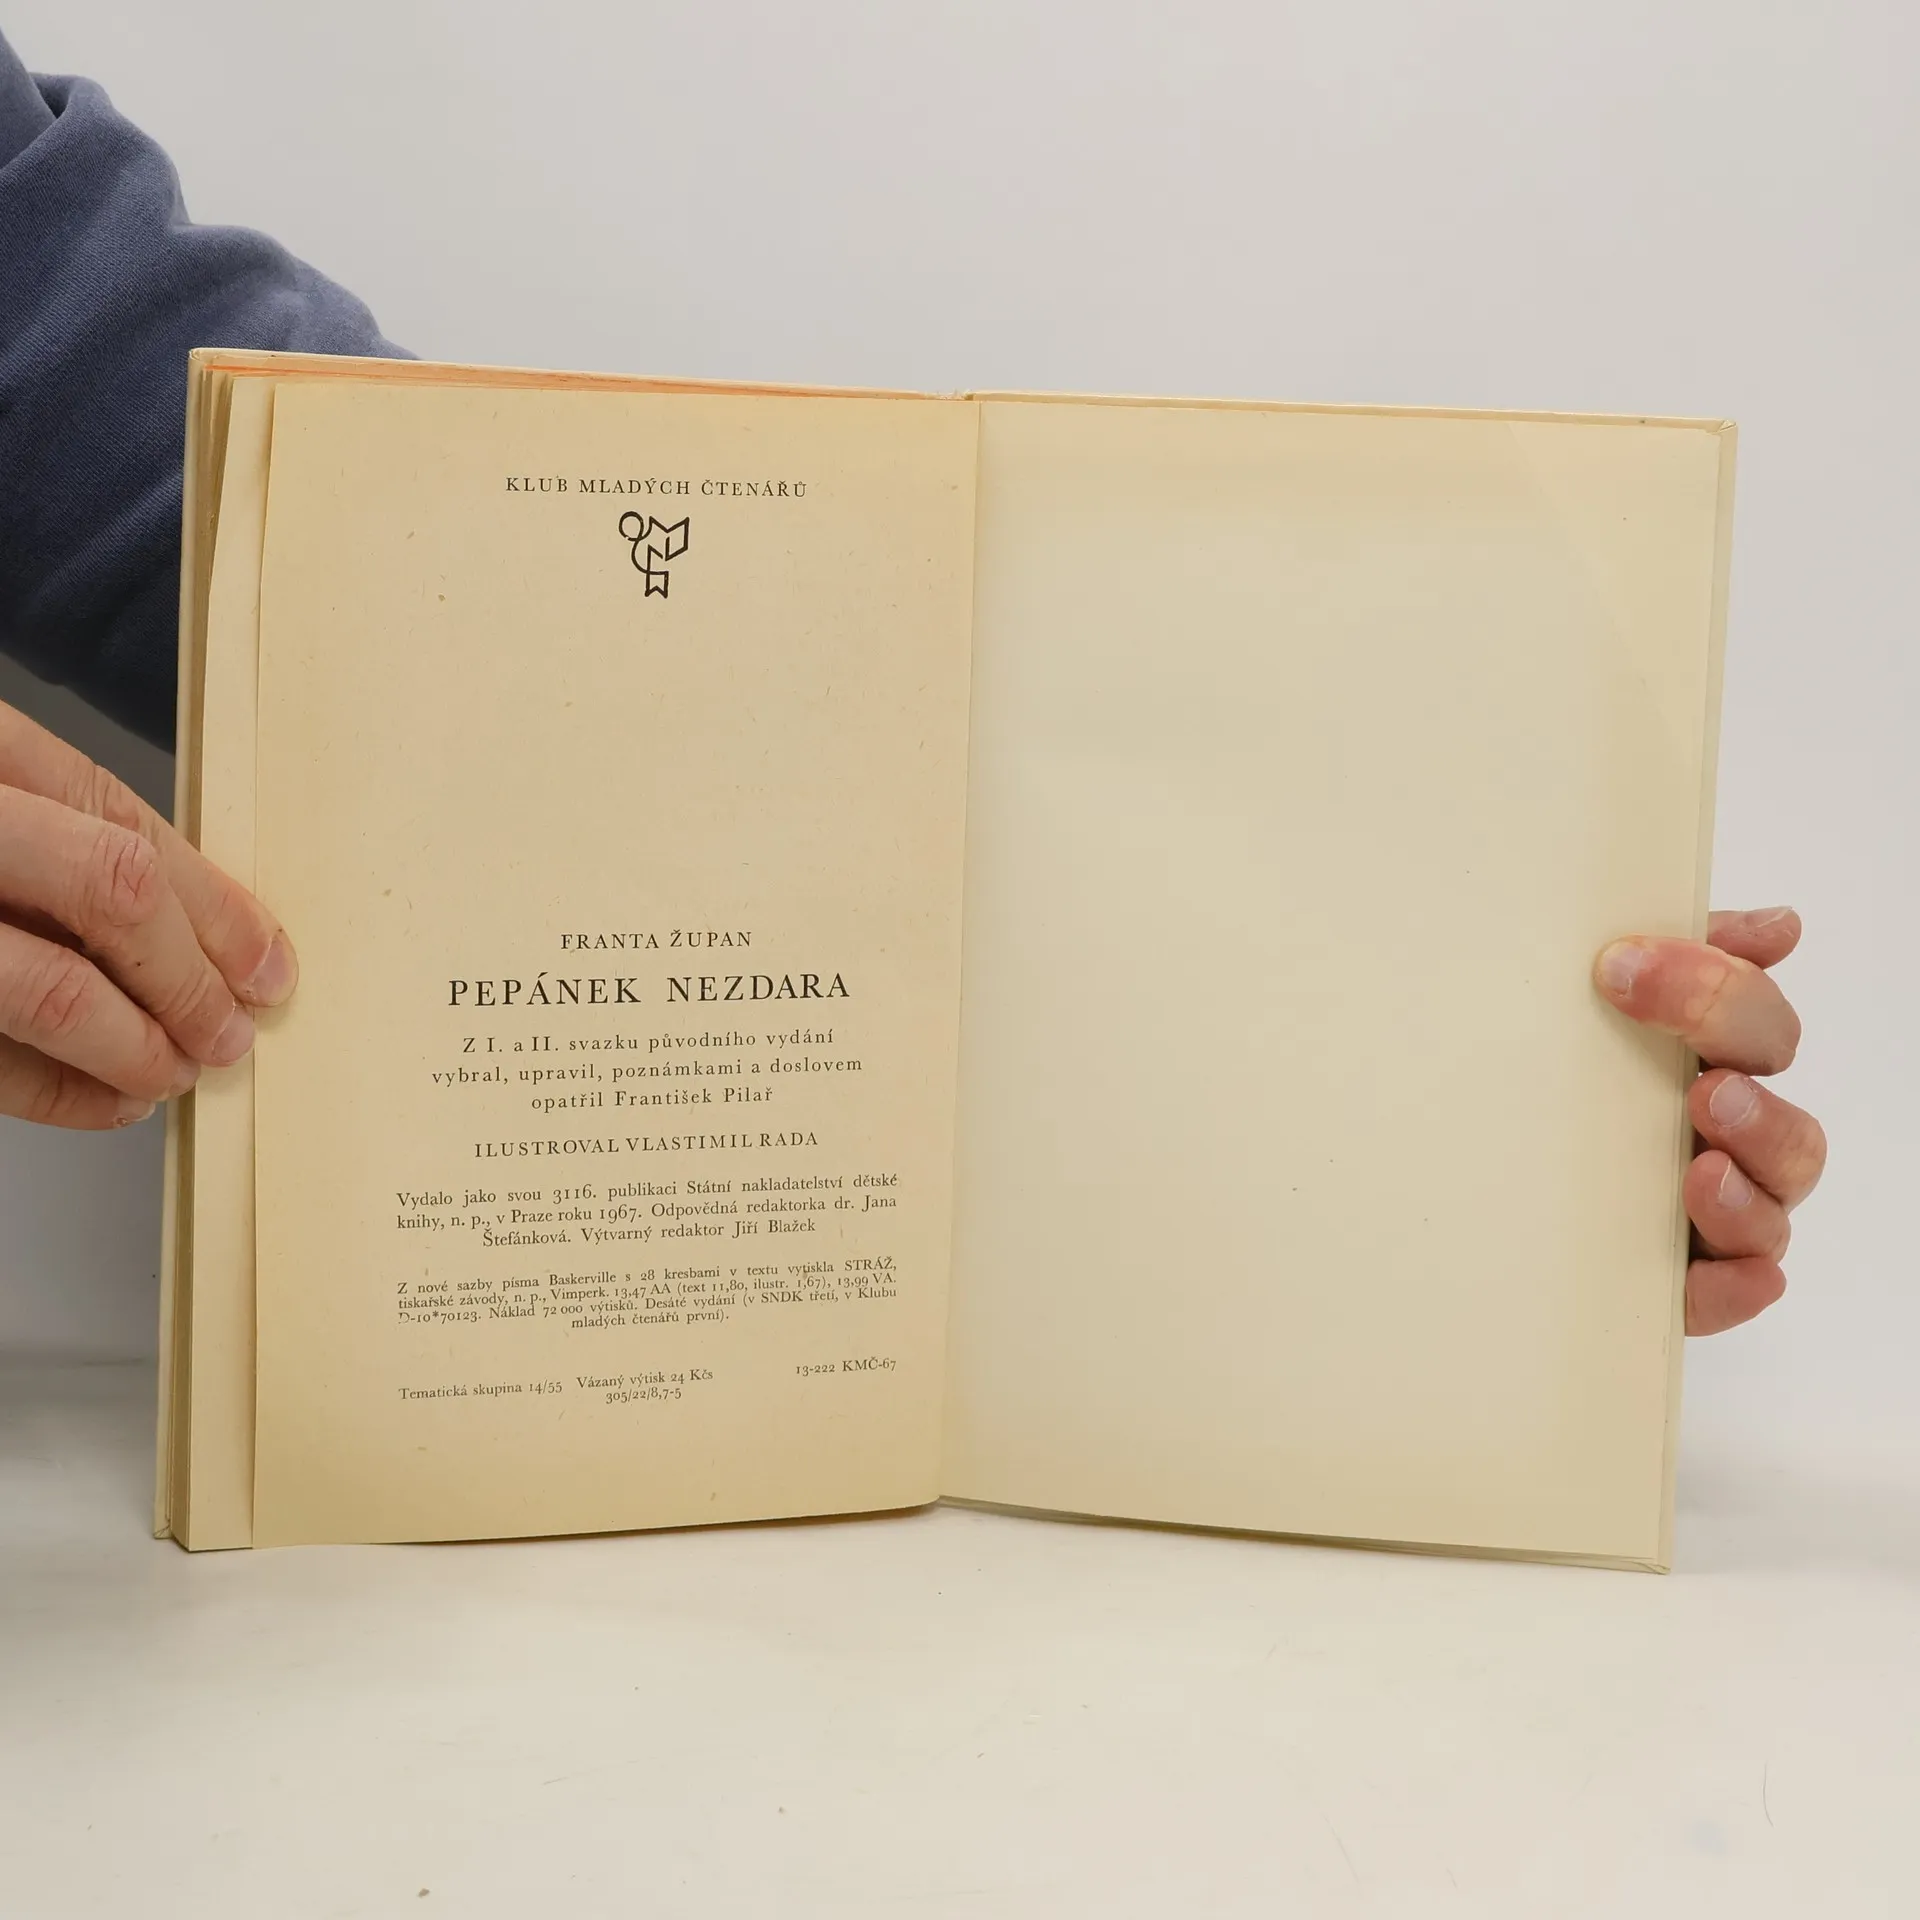 KLUB MLADÝCH ČTENÁŘŮ
FRANTA ŽUPAN
PEPÁNEK NEZDARA
Z I. a II. svazku původního vydání
vybral, upravil, poznámkami a doslovem
opatřil František Pilař
ILUSTROVAL VLASTIMIL RADA
Vydalo jako svou 3116. publikaci Státní nakladatelství dětské
knihy, n. p., v Praze roku 1967. Odpovědná redaktorka dr. Jana
Štefánková. Výtvarný redaktor Jiří Blažek
Z nové sazby písma Baskerville s 28 kresbami v textu vytiskla STRÁŽ,
tiskařské závody, n. p., Vimperk. 13,47 AA (text 11,80, ilustr. 1,67), 13,99 VA.
D-10*70123. Náklad 72 000 výtisků. Desáté vydání (v SNDK třetí, v Klubu
mladých čtenářů první).
Tematická skupina 14/55 Vázaný výtisk 24 Kčs 13-222 KMČ-67
305/22/8,7-5